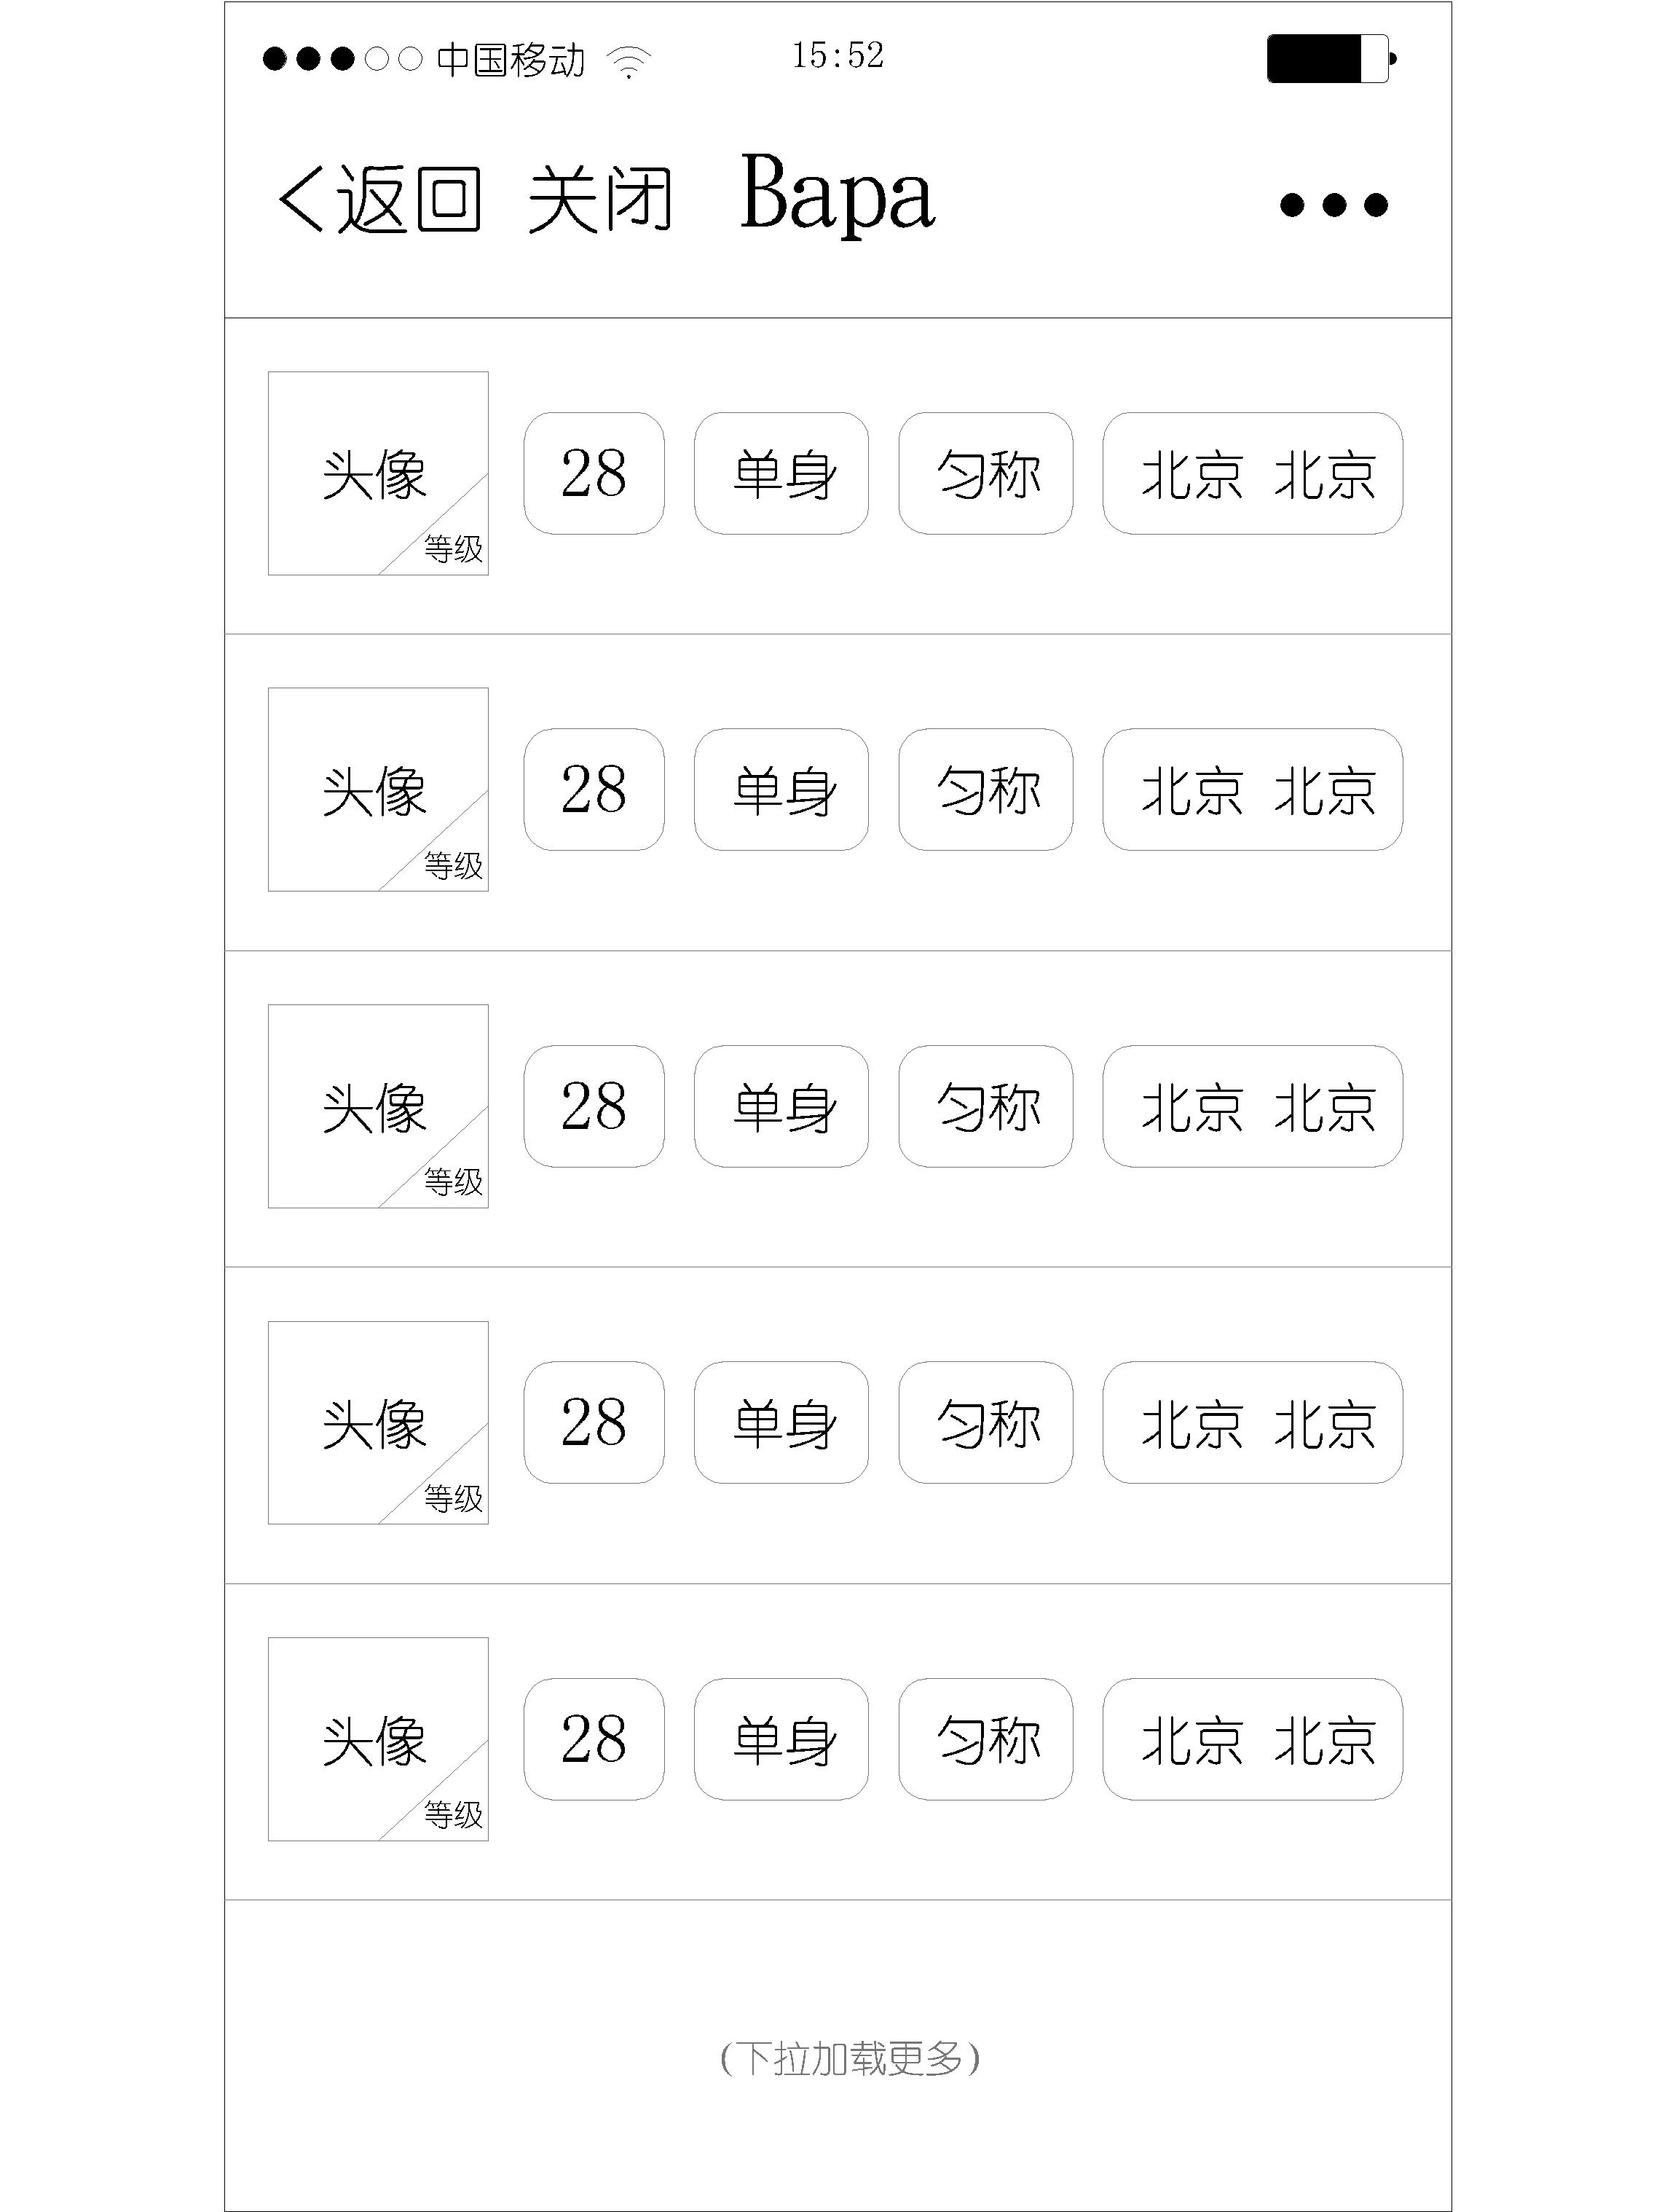 中国移动 15:52
返回 关闭 Bapa
头像 28 单身 匀称 北京 北京
等级
头像 28 单身 匀称 北京 北京
等级
头像 28 单身 匀称 北京 北京
等级
头像 28 单身 匀称 北京 北京
等级
头像 28 单身 匀称 北京 北京
等级
(下拉加载更多)